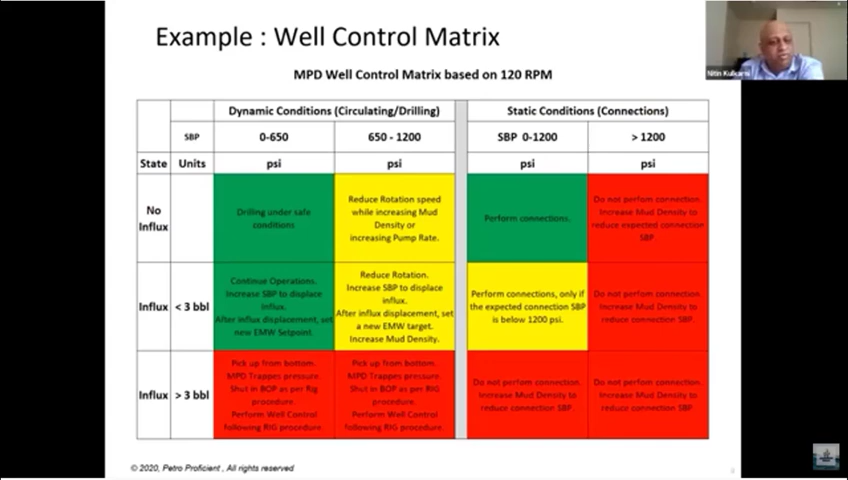 Example : Well Control Matrix
Nitin Kulkarni
MPD Well Control Matrix based on 120 RPM
Dynamic Conditions (Circulating/Drilling) Static Conditions (Connections)
SBP 0-650 650 - 1200 SBP 0-1200 > 1200
State Units psi psi psi psi
No
Influx
Drilling under safe
conditions
Reduce Rotation speed
while increasing Mud
Density or
increasing Pump Rate.
Perform connections.
Do not perfom connection.
Increase Mud Density to
reduce expected connection
SBP
Influx < 3 bbl
Continue Operations.
Increase SBP to displace
influx.
After influx displacement, set
new EMW Setpoint.
Reduce Rotation.
Increase SBP to displace
influx.
After influx displacement, set
a new EMW target.
Increase Mud Density.
Perform connections, only if
the expected connection SBP
is below 1200 psi.
Do not perfom connection.
Increase Mud Density to
reduce connection SBP.
Influx > 3 bbl
Pick up from bottom.
MPD Trappes pressure.
Shut in BOP as per Rig
procedure.
Perform Well Control
following RIG procedure.
Pick up from bottom.
MPD Trappes pressure.
Shut in BOP as per RIG
procedure.
Perform Well Control
following RIG procedure.
Do not perfom connection.
Increase Mud Density to
reduce connection SBP.
Do not perfom connection.
Increase Mud Density to
reduce connection SBP.
© 2020, Petro Proficient , All rights reserved